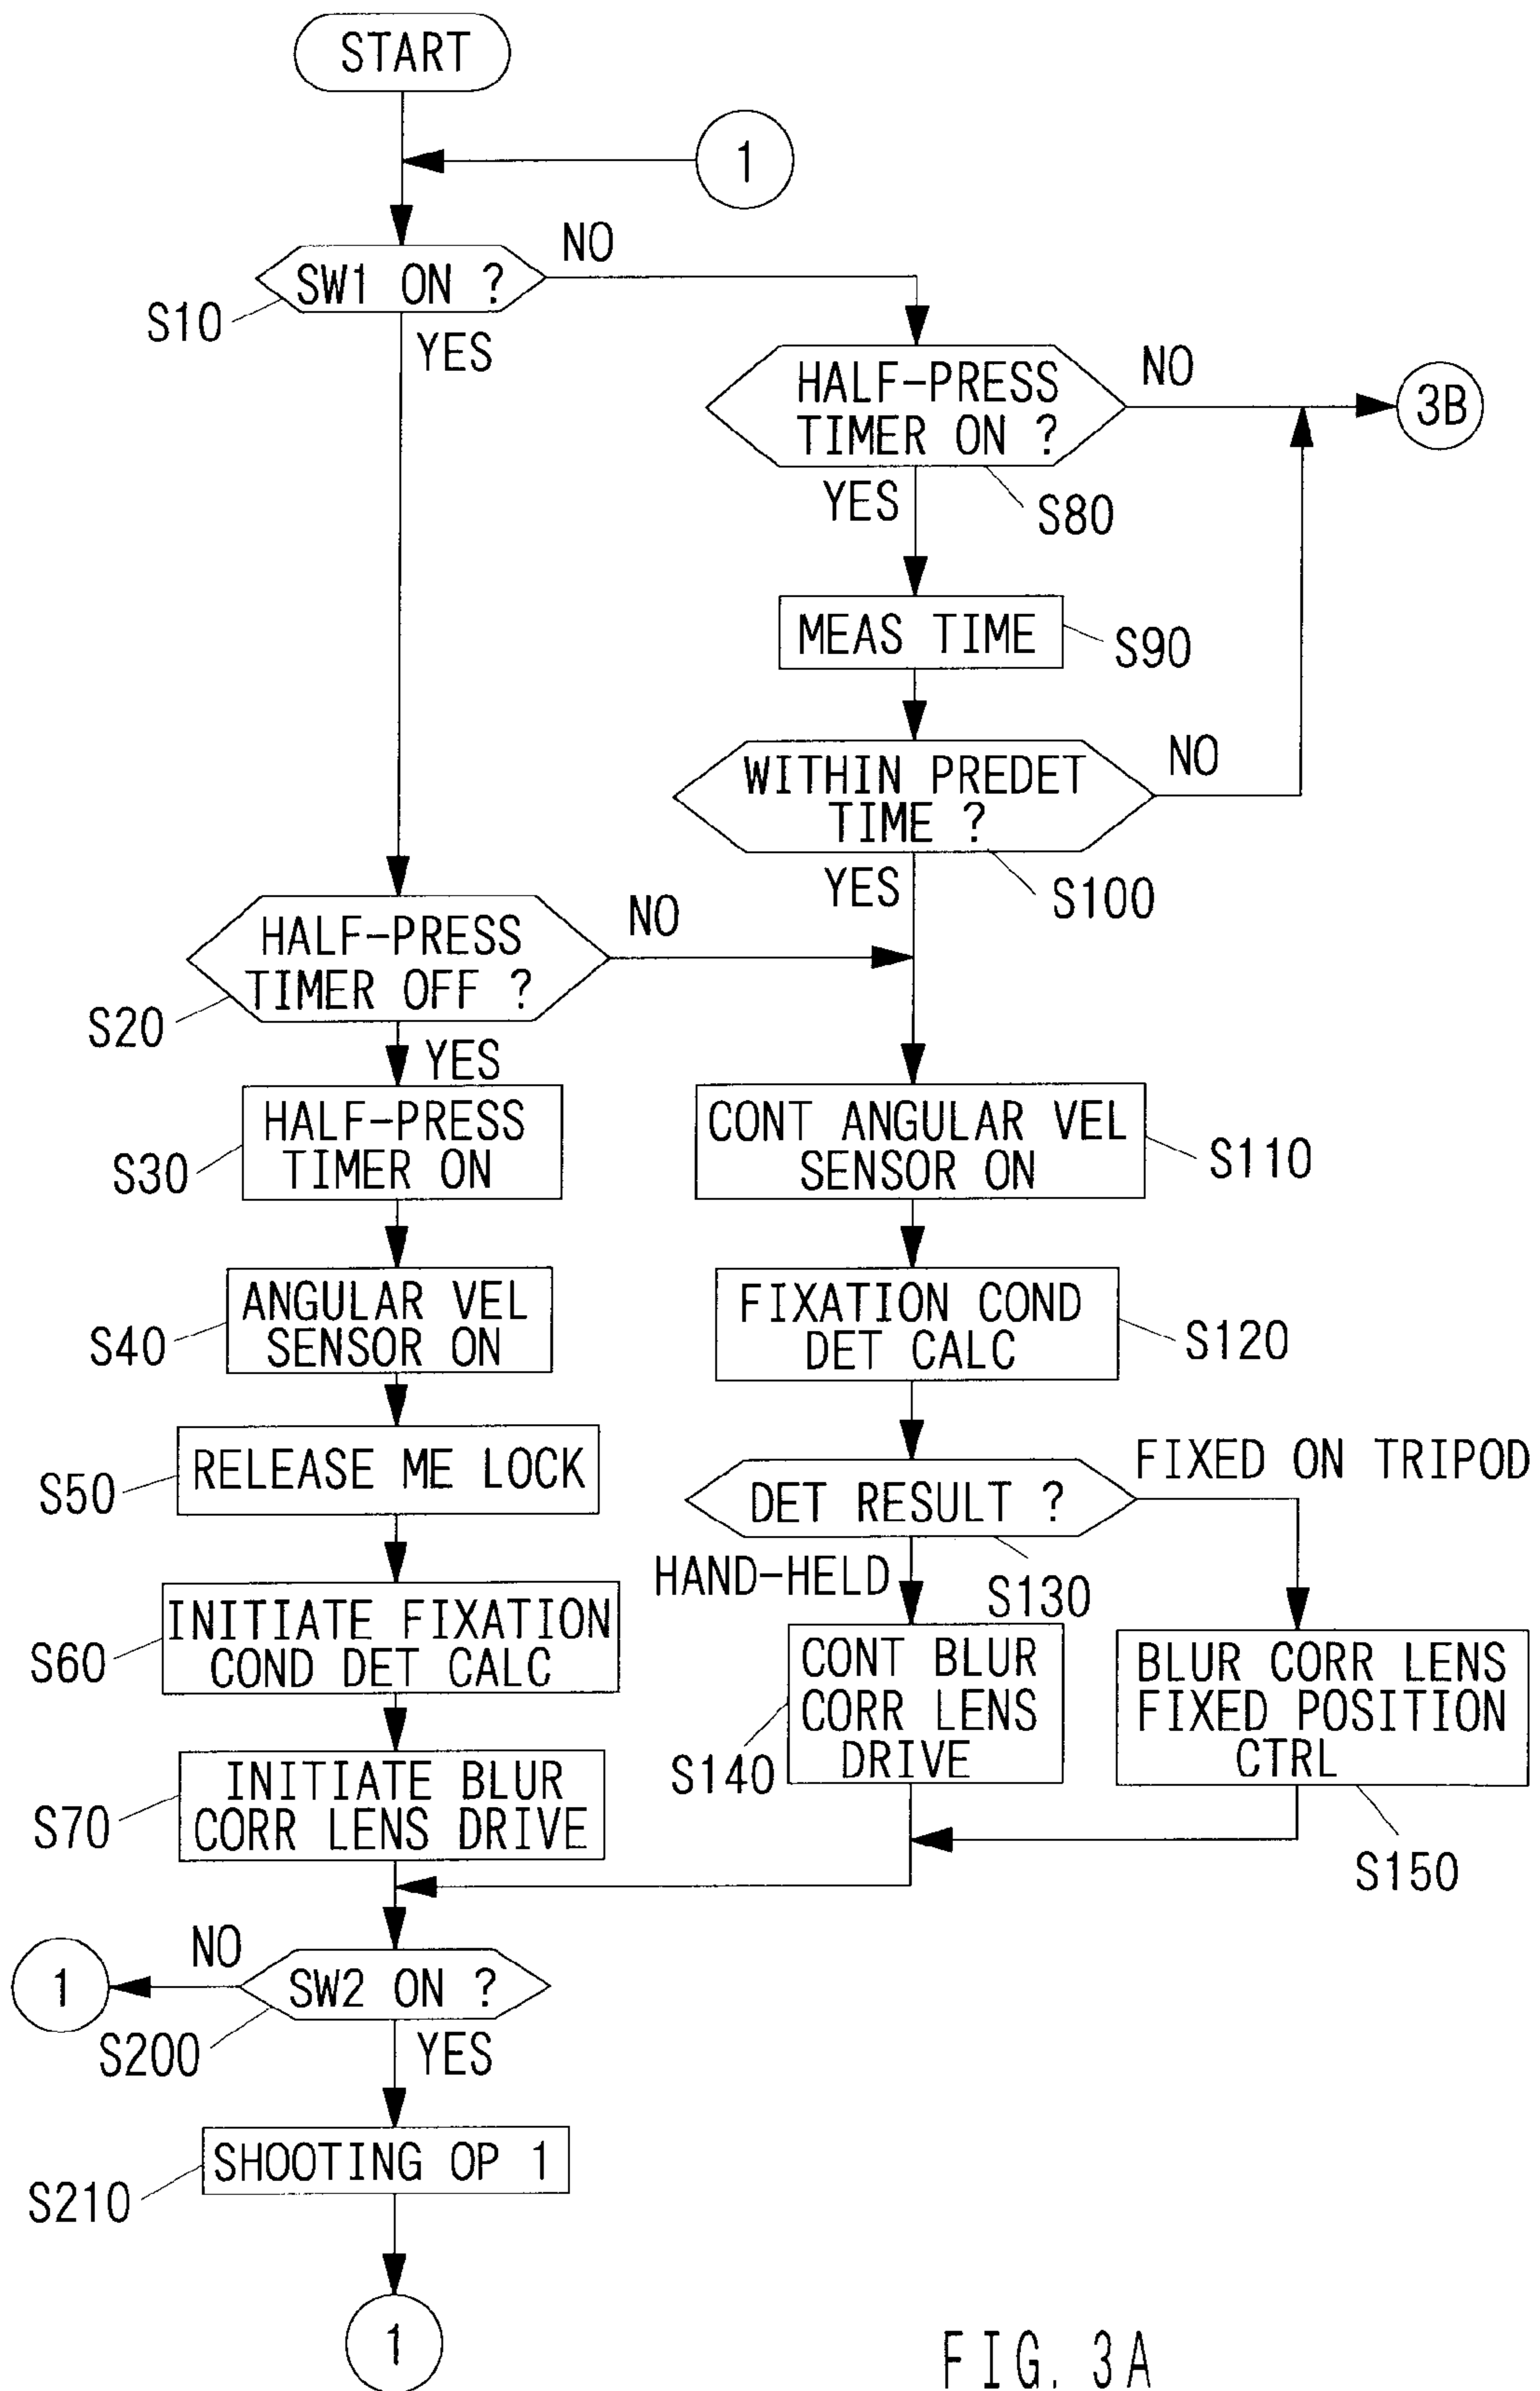 START
1
SW1 ON ?
NO
S10
YES
HALF-PRESS
TIMER ON ?
NO
3B
YES
S80
MEAS TIME
S90
WITHIN PREDET
TIME ?
NO
YES
S100
HALF-PRESS
TIMER OFF ?
NO
S20
YES
HALF-PRESS
TIMER ON
S30
CONT ANGULAR VEL
SENSOR ON
S110
ANGULAR VEL
SENSOR ON
S40
FIXATION COND
DET CALC
S120
RELEASE ME LOCK
S50
DET RESULT ?
FIXED ON TRIPOD
HAND-HELD
S130
INITIATE FIXATION
COND DET CALC
S60
CONT BLUR
CORR LENS
DRIVE
S140
BLUR CORR LENS
FIXED POSITION
CTRL
S150
INITIATE BLUR
CORR LENS DRIVE
S70
NO
1
SW2 ON ?
S200
YES
SHOOTING OP 1
S210
1
FIG. 3A